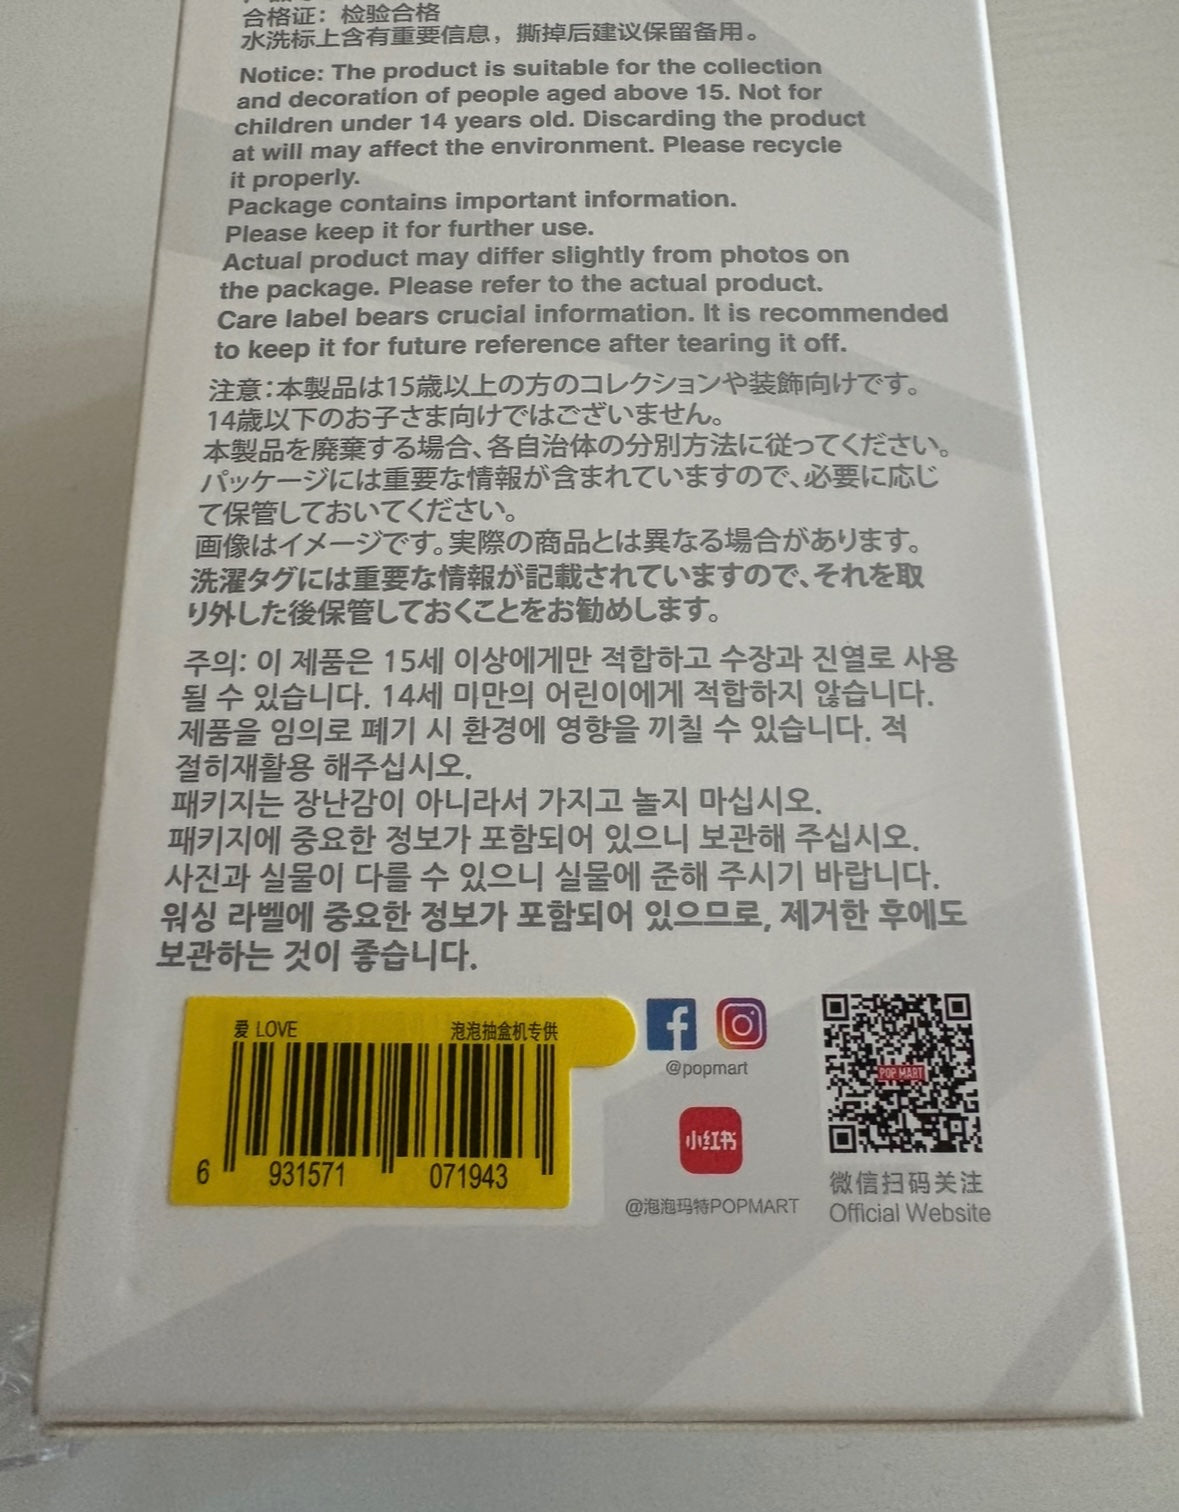 合格证：检验合格
水洗标上含有重要信息，撕掉后建议保留备用。
Notice: The product is suitable for the collection
and decoration of people aged above 15. Not for
children under 14 years old. Discarding the product
at will may affect the environment. Please recycle
it properly.
Package contains important information.
Please keep it for further use.
Actual product may differ slightly from photos on
the package. Please refer to the actual product.
Care label bears crucial information. It is recommended
to keep it for future reference after tearing it off.
注意：本製品は15歳以上の方のコレクションや装飾向けです。
14歳以下のお子さま向けではございません。
本製品を廃棄する場合、各自治体の分別方法に従ってください。
パッケージには重要な情報が含まれていますので、必要に応じ
て保管しておいてください。
画像はイメージです。実際の商品とは異なる場合があります。
洗濯タグには重要な情報が記載されていますので、それを取
り外した後保管しておくことをお勧めします。
주의: 이 제품은 15세 이상에게만 적합하고 수장과 진열로 사용
될 수 있습니다. 14세 미만의 어린이에게 적합하지 않습니다.
제품을 임의로 폐기 시 환경에 영향을 끼칠 수 있습니다. 적
절히재활용 해주십시오.
패키지는 장난감이 아니라서 가지고 놀지 마십시오.
패키지에 중요한 정보가 포함되어 있으니 보관해 주십시오.
사진과 실물이 다를 수 있으니 실물에 준해 주시기 바랍니다.
워싱 라벨에 중요한 정보가 포함되어 있으므로, 제거한 후에도
보관하는 것이 좋습니다.
爱 LOVE 泡泡抽盒机专供
6 931571 071943
@popmart
小红书
@泡泡玛特POPMART
POP MART
微信扫码关注
Official Website